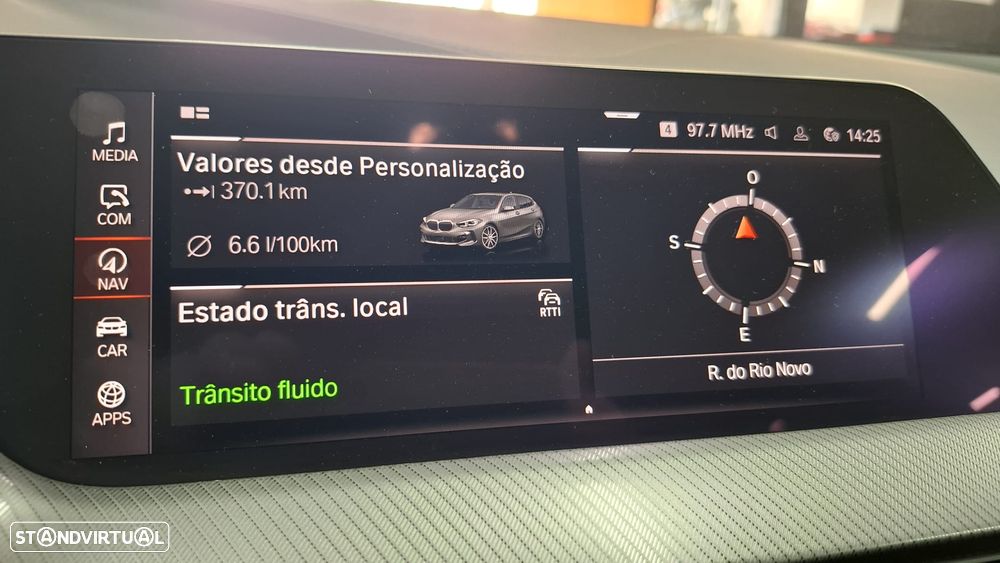 4 97.7 MHz 14:25
MEDIA
COM
NAV
CAR
APPS
Valores desde Personalização
370.1 km
6.6 l/100km
Estado trâns. local
RTTI
Trânsito fluido
O
S
N
E
R. do Rio Novo
STANDVIRTUAL